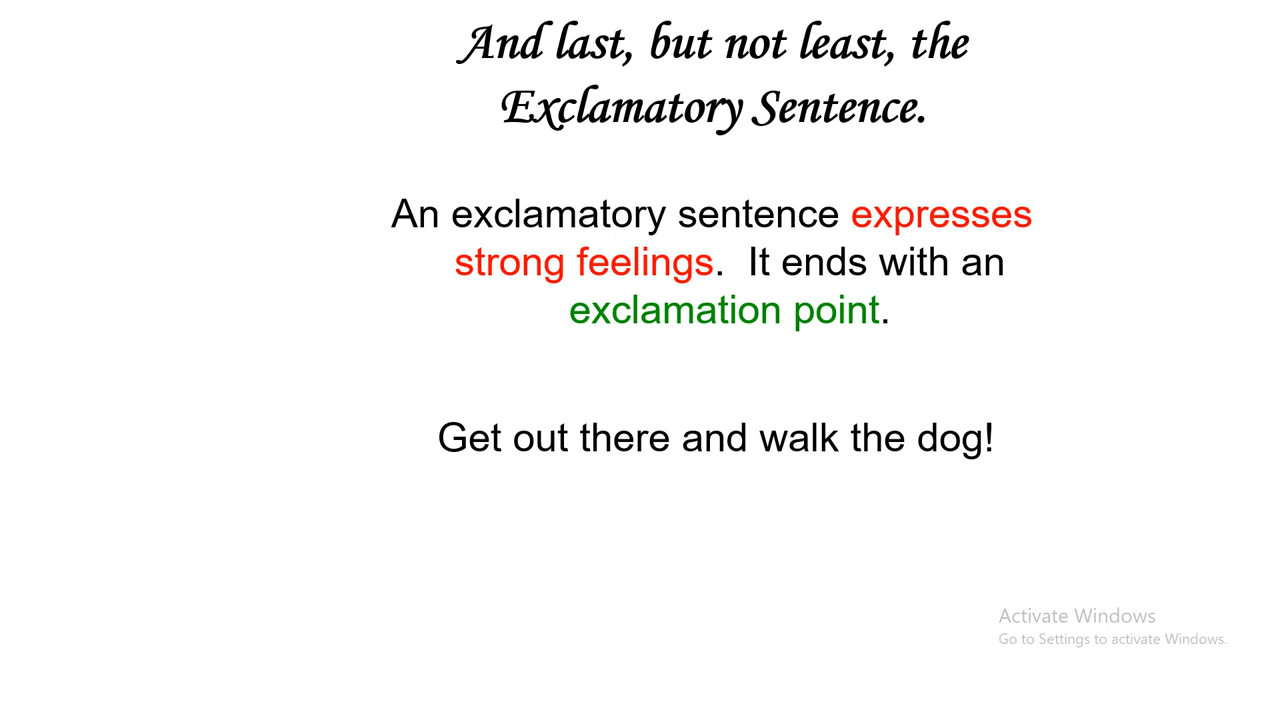 And last, but not least, the
Exclamatory Sentence.
An exclamatory sentence expresses
strong feelings.  It ends with an
exclamation point.
Get out there and walk the dog!
Activate Windows
Go to Settings to activate Windows.